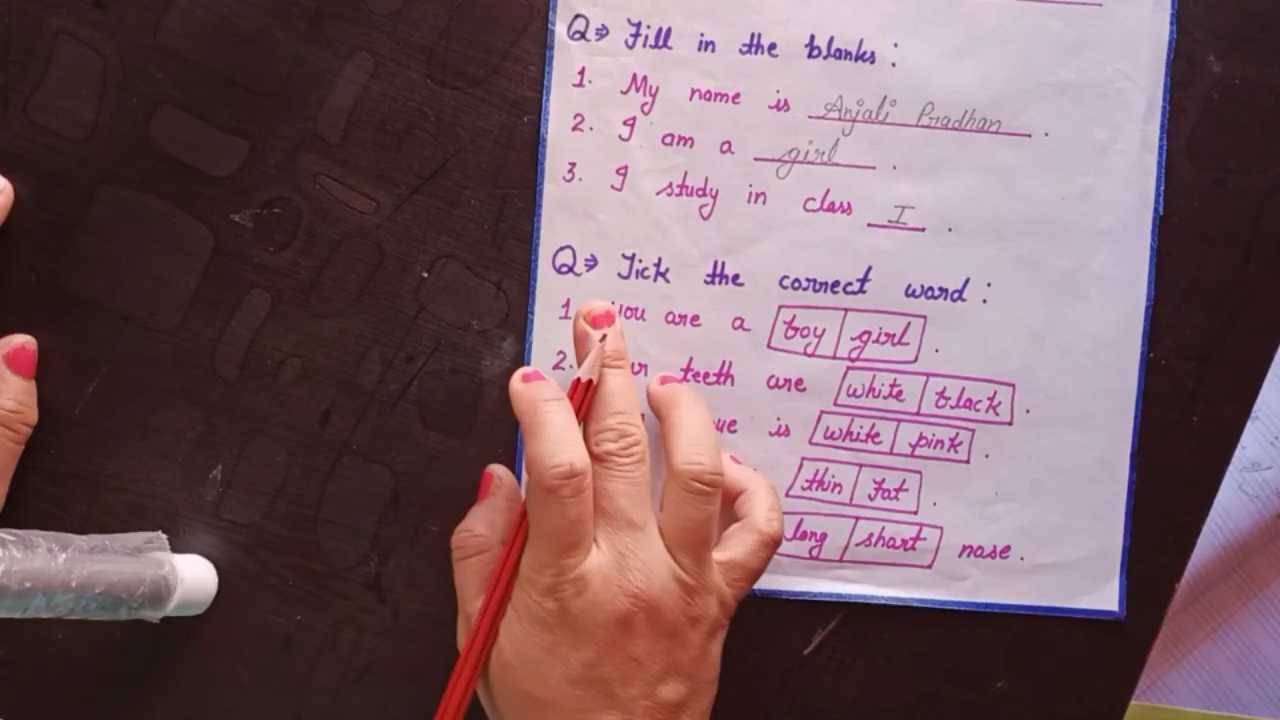 Q⇒ Fill in the blanks :
1. My name is Anjali Pradhan .
2. I am a girl .
3. I study in class I .
Q⇒ Tick the correct word :
1. you are a boy girl .
2. teeth are white black .
is white pink .
thin fat .
long short nose .